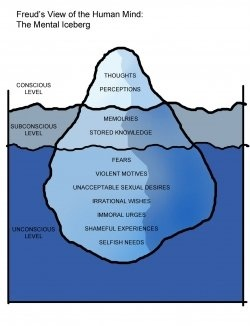 Freud's View of the Human Mind:
The Mental Iceberg
CONSCIOUS
LEVEL
THOUGHTS
PERCEPTIONS
SUBCONSCIOUS
LEVEL
MEMOLRIES
STORED KNOWLEDGE
UNCONSCIOUS
LEVEL
FEARS
VIOLENT MOTIVES
UNACCEPTABLE SEXUAL DESIRES
IRRATIONAL WISHES
IMMORAL URGES
SHAMEFUL EXPERIENCES
SELFISH NEEDS